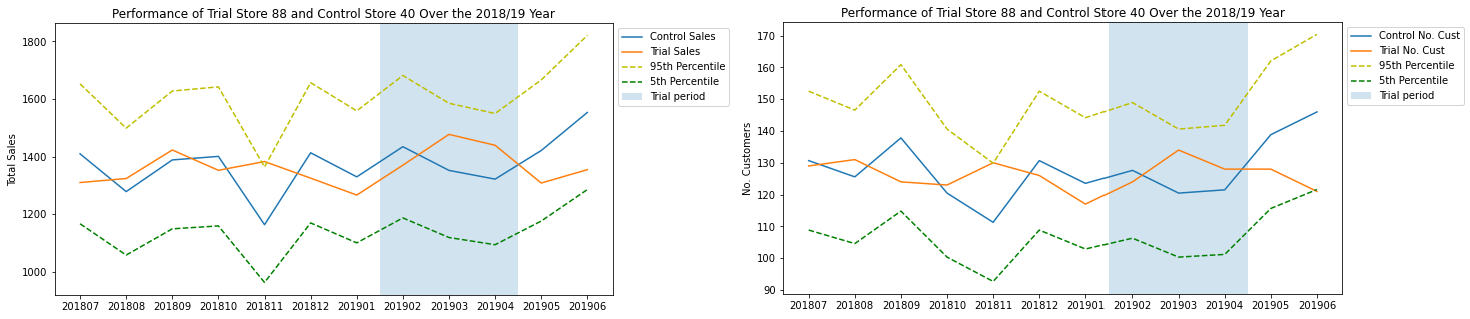 Performance of Trial Store 88 and Control Store 40 Over the 2018/19 Year
Total Sales
1800
1600
1400
1200
1000
201807 201808 201809 201810 201811 201812 201901 201902 201903 201904 201905 201906
Control Sales
Trial Sales
95th Percentile
5th Percentile
Trial period
Performance of Trial Store 88 and Control Store 40 Over the 2018/19 Year
No. Customers
170
160
150
140
130
120
110
100
90
201807 201808 201809 201810 201811 201812 201901 201902 201903 201904 201905 201906
Control No. Cust
Trial No. Cust
95th Percentile
5th Percentile
Trial period